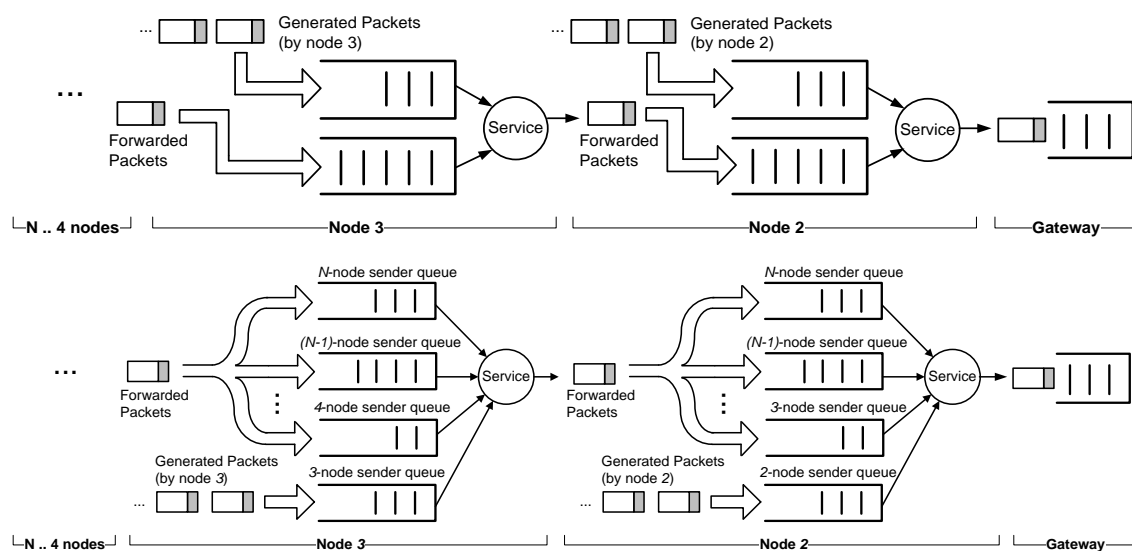 ... Generated Packets
(by node 3)
... Generated Packets
(by node 2)
...
Forwarded
Packets
Service
Forwarded
Packets
Service
N .. 4 nodes
Node 3
Node 2
Gateway
N-node sender queue
N-node sender queue
(N-1)-node sender queue
(N-1)-node sender queue
...
Forwarded
Packets
Service
Forwarded
Packets
Service
...
4-node sender queue
...
3-node sender queue
Generated Packets
(by node 3)
...
3-node sender queue
Generated Packets
(by node 2)
...
2-node sender queue
N .. 4 nodes
Node 3
Node 2
Gateway